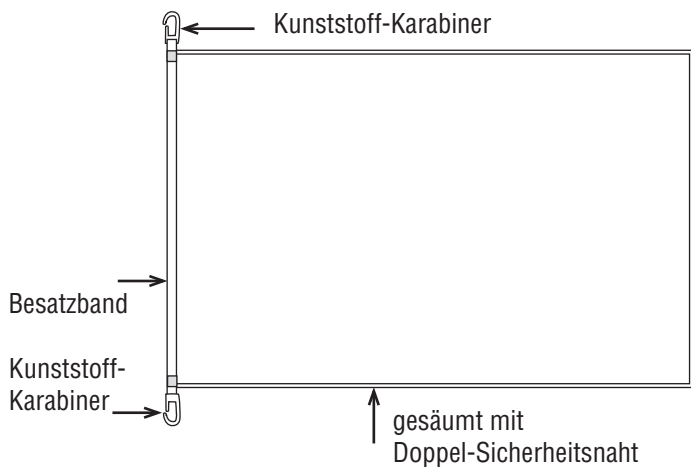 Kunststoff-Karabiner
Besatzband
Kunststoff-
Karabiner
gesäumt mit
Doppel-Sicherheitsnaht